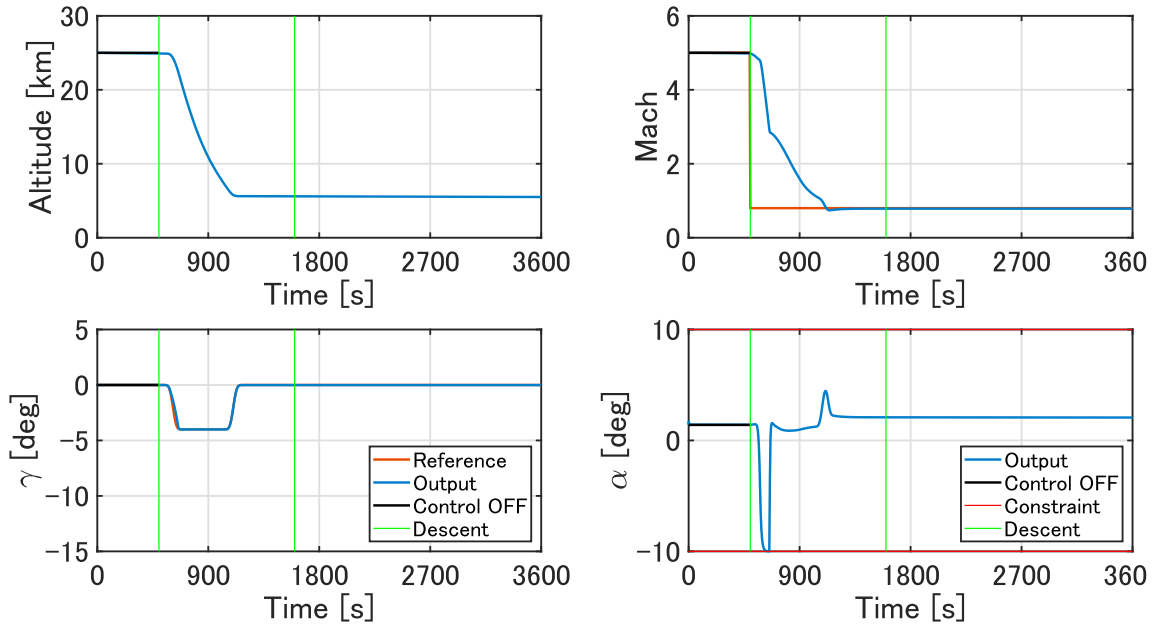 30
20
10
0
Altitude [km]
0 900 1800 2700 3600
Time [s]
6
4
2
0
Mach
0 900 1800 2700 360
Time [s]
5
0
-5
-10
-15
γ [deg]
Reference
Output
Control OFF
Descent
0 900 1800 2700 3600
Time [s]
10
0
-10
α [deg]
Output
Control OFF
Constraint
Descent
0 900 1800 2700 360
Time [s]